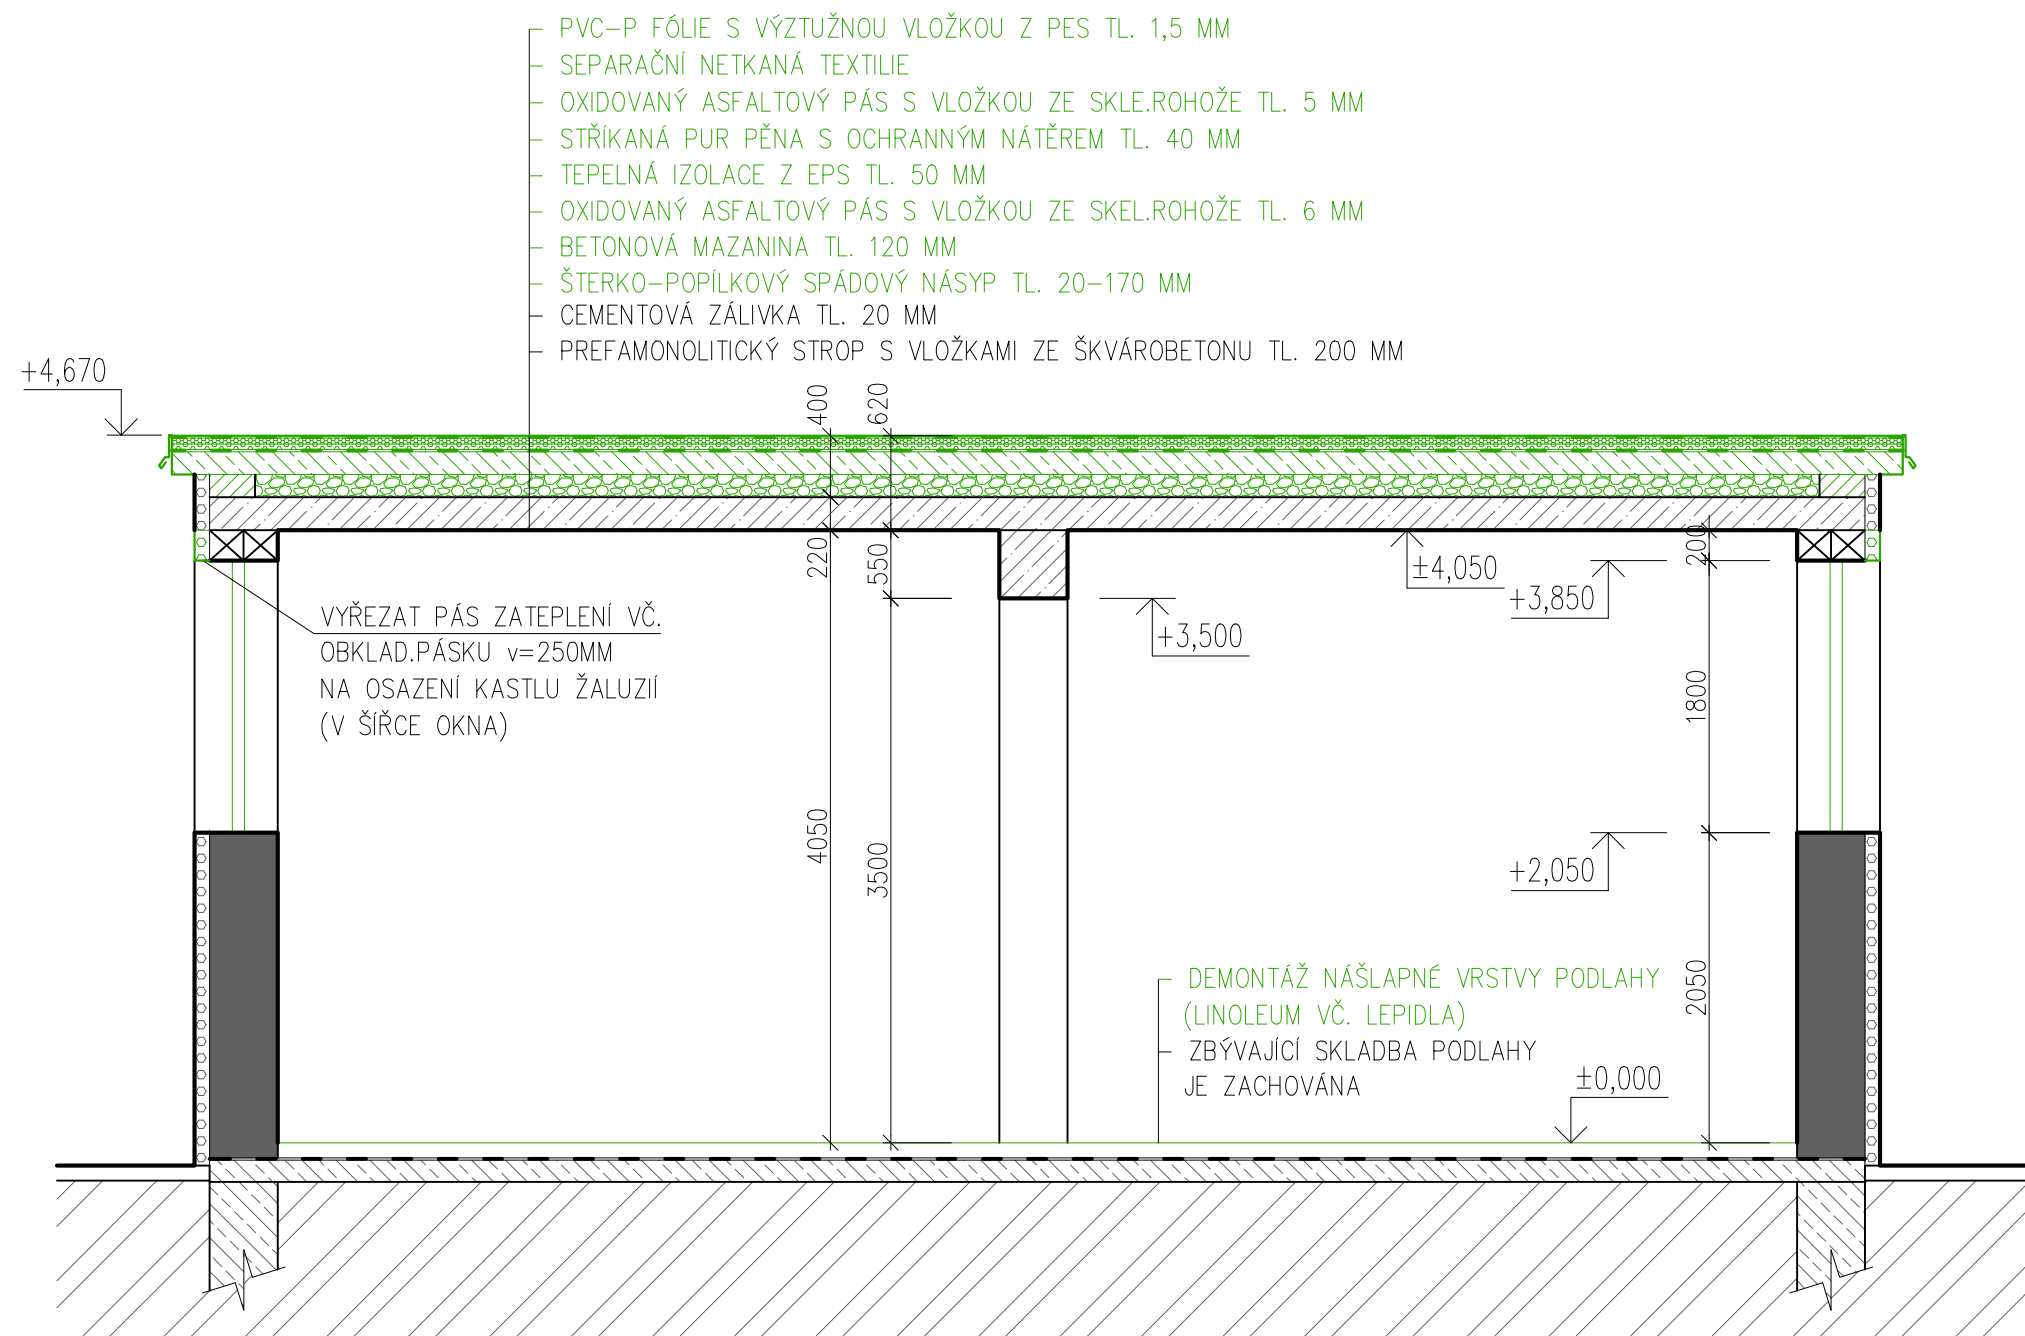 PVC-P FÓLIE S VÝZTUŽNOU VLOŽKOU Z PES TL. 1,5 MM
SEPARAČNÍ NETKANÁ TEXTILIE
OXIDOVANÝ ASFALTOVÝ PÁS S VLOŽKOU ZE SKLE.ROHOŽE TL. 5 MM
STŘÍKANÁ PUR PĚNA S OCHRANNÝM NÁTĚREM TL. 40 MM
TEPELNÁ IZOLACE Z EPS TL. 50 MM
OXIDOVANÝ ASFALTOVÝ PÁS S VLOŽKOU ZE SKEL.ROHOŽE TL. 6 MM
BETONOVÁ MAZANINA TL. 120 MM
ŠTERKO-POPÍLKOVÝ SPÁDOVÝ NÁSYP TL. 20-170 MM
CEMENTOVÁ ZÁLIVKA TL. 20 MM
PREFAMONOLITICKÝ STROP S VLOŽKAMI ZE ŠKVÁROBETONU TL. 200 MM
+4,670
400
620
220
550
200
±4,050
+3,850
+3,500
VYŘEZAT PÁS ZATEPLENÍ VČ.
OBKLAD.PÁSKU v=250MM
NA OSAZENÍ KASTLU ŽALUZIÍ
(V ŠÍŘCE OKNA)
1800
4050
3500
+2,050
2050
DEMONTÁŽ NÁŠLAPNÉ VRSTVY PODLAHY
(LINOLEUM VČ. LEPIDLA)
ZBÝVAJÍCÍ SKLADBA PODLAHY
JE ZACHOVÁNA
±0,000